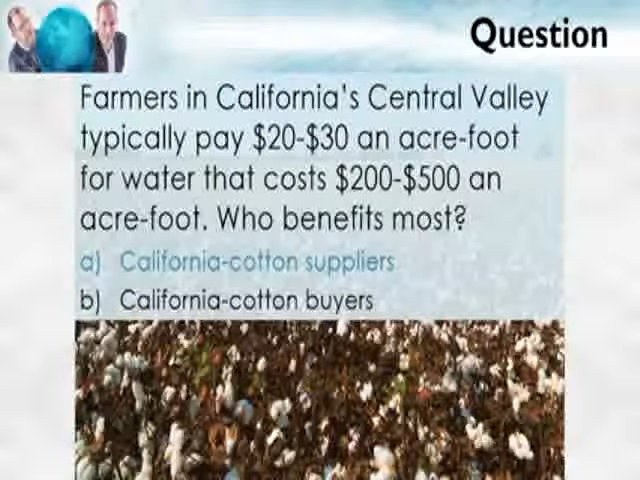 Question
Farmers in California's Central Valley
typically pay $20-$30 an acre-foot
for water that costs $200-$500 an
acre-foot. Who benefits most?
a) California-cotton suppliers
b) California-cotton buyers